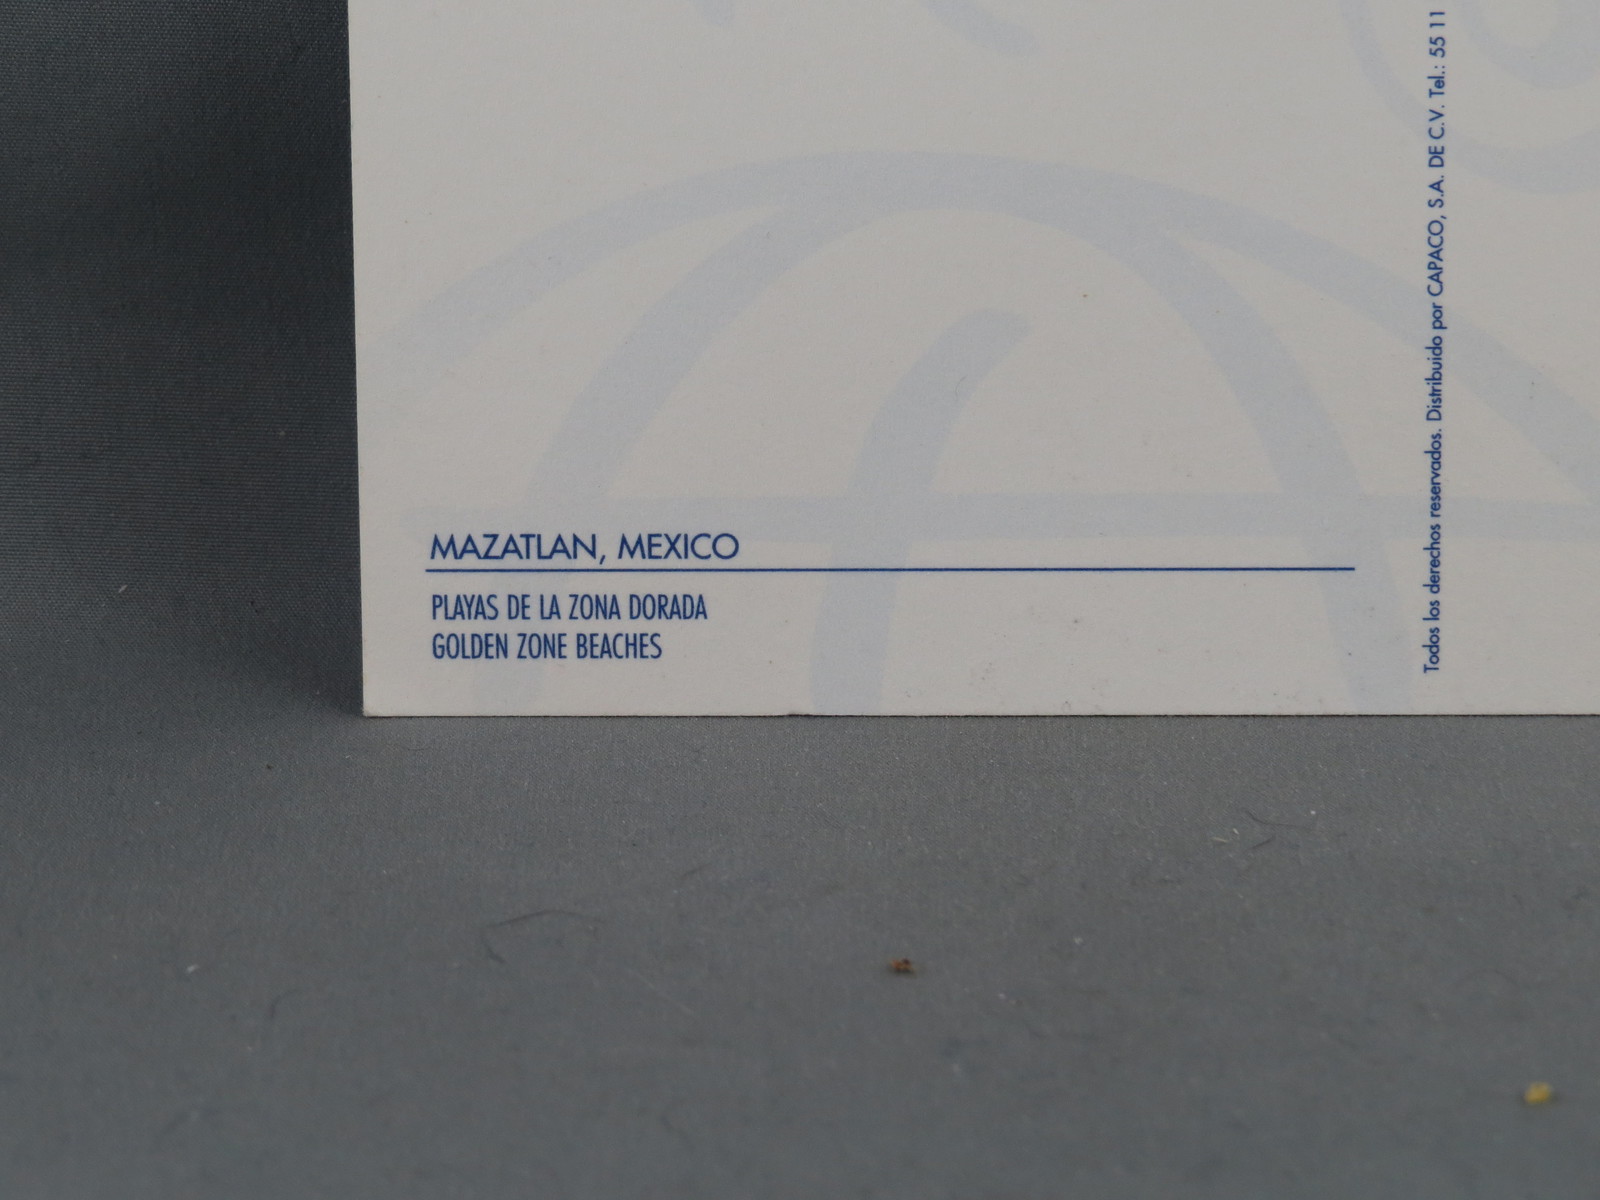 MAZATLAN, MEXICO
PLAYAS DE LA ZONA DORADA
GOLDEN ZONE BEACHES
Todos los derechos reservados. Distribuido por CAPACO, S.A. DE C.V. Tel.: 55 11